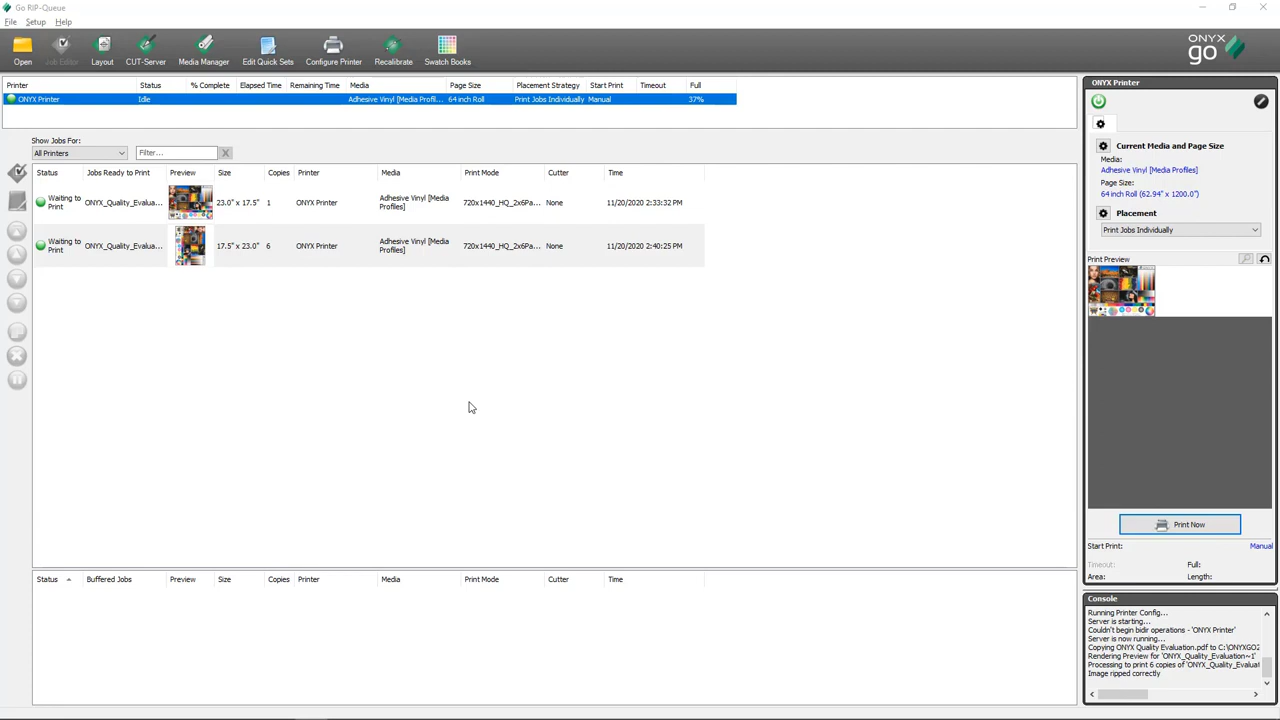 Go RIP-Queue
File Setup Help
Open Job Editor Layout CUT-Server Media Manager Edit Quick Sets Configure Printer Recalibrate Swatch Books
ONYX
go
Printer Status % Complete Elapsed Time Remaining Time Media Page Size Placement Strategy Start Print Timeout Full
ONYX Printer Idle Adhesive Vinyl [Media Profil... 64 inch Roll Print Jobs Individually Manual 37%
Show Jobs For:
All Printers Filter... X
Status Jobs Ready to Print Preview Size Copies Printer Media Print Mode Cutter Time
Waiting to Print ONYX_Quality_Evalua... 23.0" x 17.5" 1 ONYX Printer Adhesive Vinyl [Media Profiles] 720x1440_HQ_2x6Pa... None 11/20/2020 2:33:32 PM
Waiting to Print ONYX_Quality_Evalua... 17.5" x 23.0" 6 ONYX Printer Adhesive Vinyl [Media Profiles] 720x1440_HQ_2x6Pa... None 11/20/2020 2:40:25 PM
Status Buffered Jobs Preview Size Copies Printer Media Print Mode Cutter Time
ONYX Printer
Current Media and Page Size
Media:
Adhesive Vinyl [Media Profiles]
Page Size:
64 inch Roll (62.94" x 1200.0")
Placement
Print Jobs Individually
Print Preview
Print Now
Start Print: Manual
Timeout: Full:
Area: Length:
Console
Running Printer Config...
Server is starting...
Couldn't begin bidir operations - 'ONYX Printer'
Server is now running...
Copying ONYX Quality Evaluation.pdf to C:\ONYXGO2
Rendering Preview for 'ONYX_Quality_Evaluation~1'
Processing to print 6 copies of 'ONYX_Quality_Evaluat
Image ripped correctly